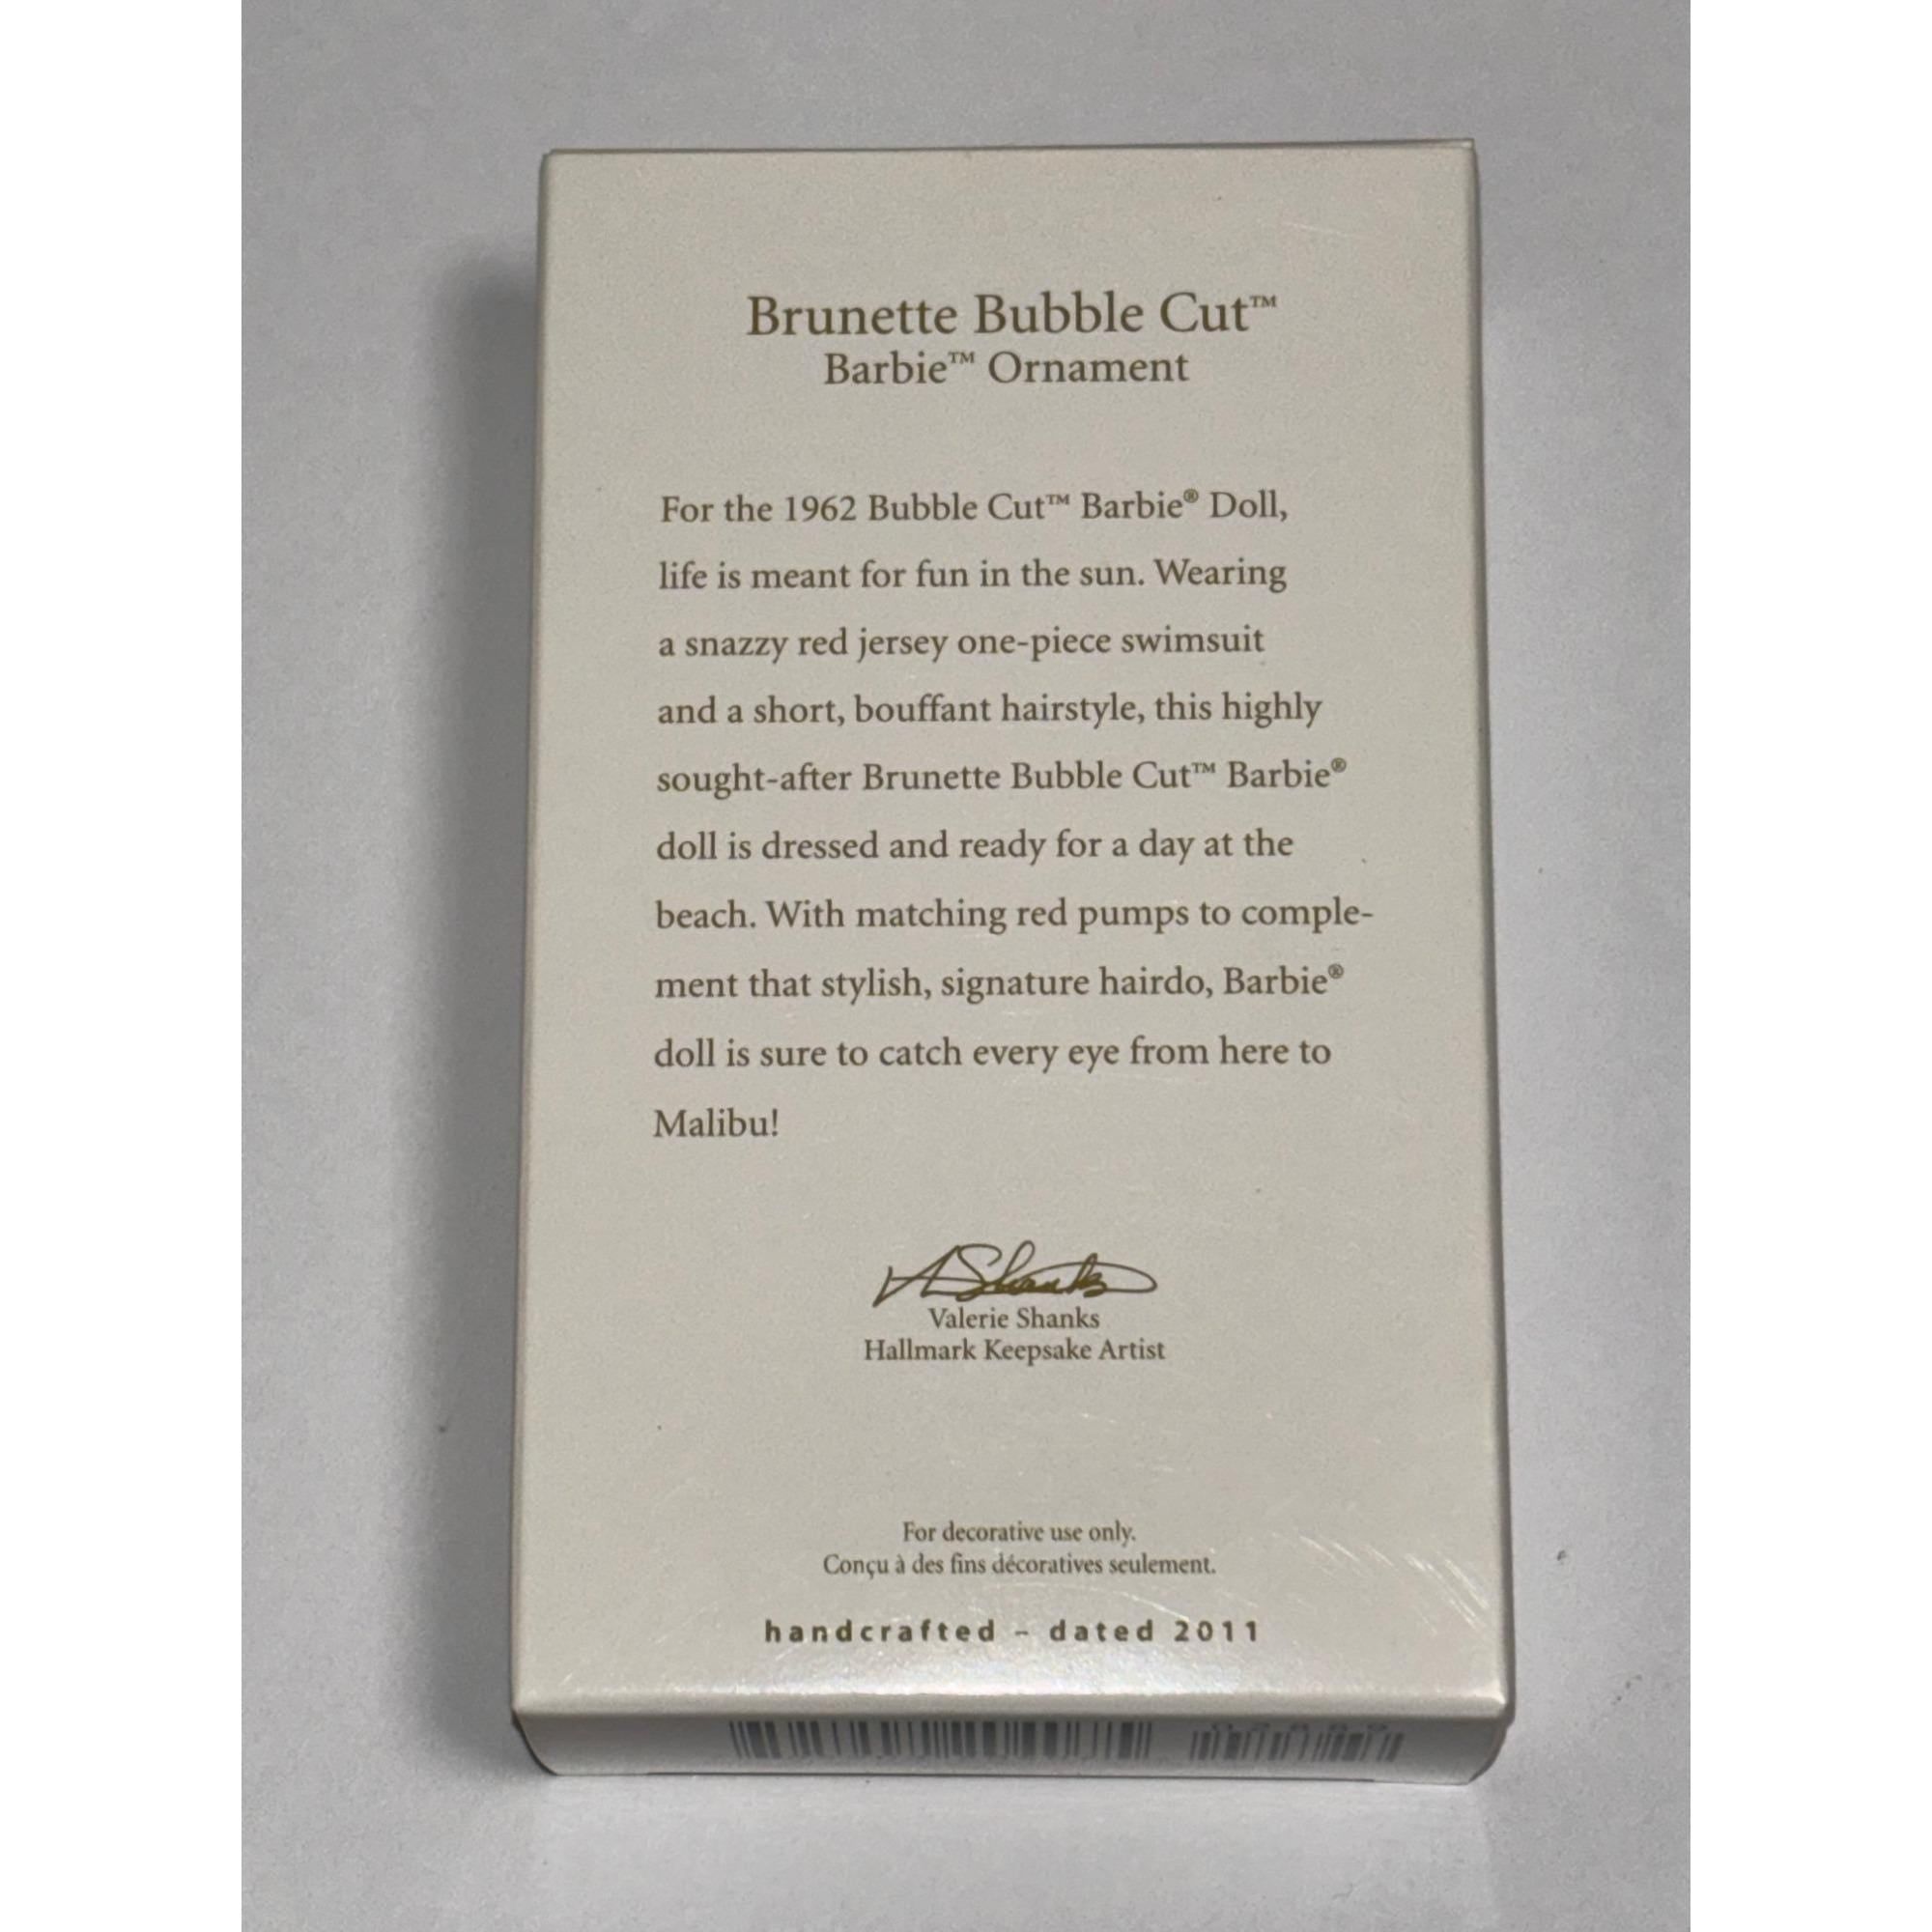 Brunette Bubble Cut™
Barbie™ Ornament
For the 1962 Bubble Cut™ Barbie® Doll,
life is meant for fun in the sun. Wearing
a snazzy red jersey one-piece swimsuit
and a short, bouffant hairstyle, this highly
sought-after Brunette Bubble Cut™ Barbie®
doll is dressed and ready for a day at the
beach. With matching red pumps to comple-
ment that stylish, signature hairdo, Barbie®
doll is sure to catch every eye from here to
Malibu!
VAShanks
Valerie Shanks
Hallmark Keepsake Artist
For decorative use only.
Conçu à des fins décoratives seulement.
handcrafted – dated 2011